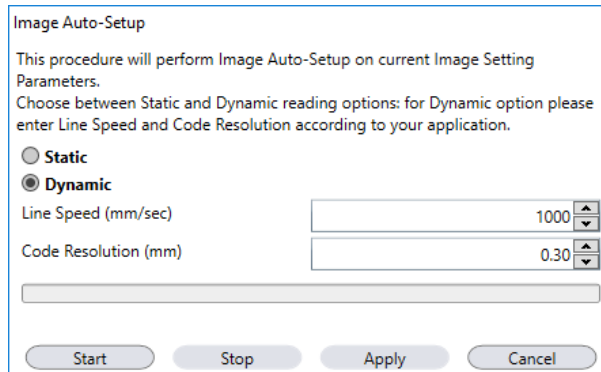 Image Auto-Setup
This procedure will perform Image Auto-Setup on current Image Setting
Parameters.
Choose between Static and Dynamic reading options: for Dynamic option please
enter Line Speed and Code Resolution according to your application.
Static
Dynamic
Line Speed (mm/sec) 1000
Code Resolution (mm) 0.30
Start Stop Apply Cancel